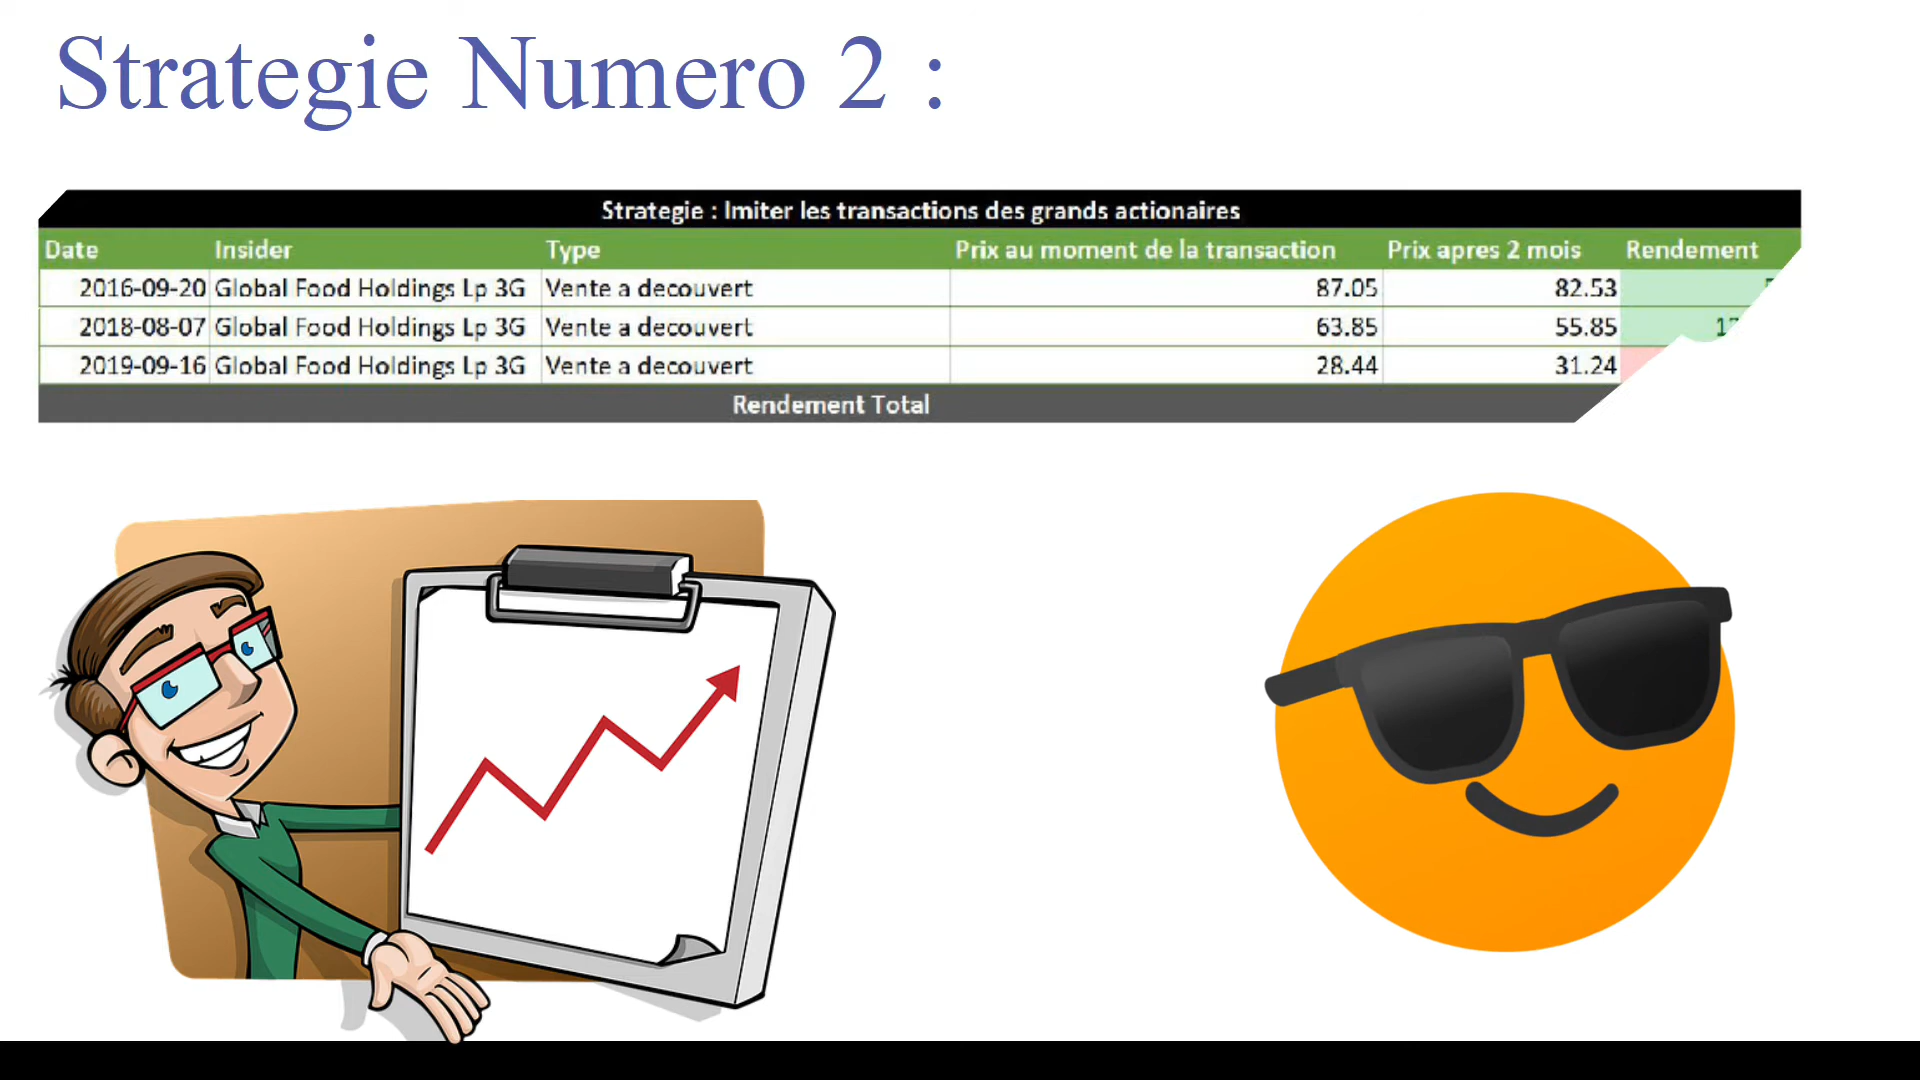 Strategie Numero 2 :
Strategie : Imiter les transactions des grands actionaires
Date Insider Type Prix au moment de la transaction Prix apres 2 mois Rendement
2016-09-20 Global Food Holdings Lp 3G Vente a decouvert 87.05 82.53
2018-08-07 Global Food Holdings Lp 3G Vente a decouvert 63.85 55.85
2019-09-16 Global Food Holdings Lp 3G Vente a decouvert 28.44 31.24
Rendement Total